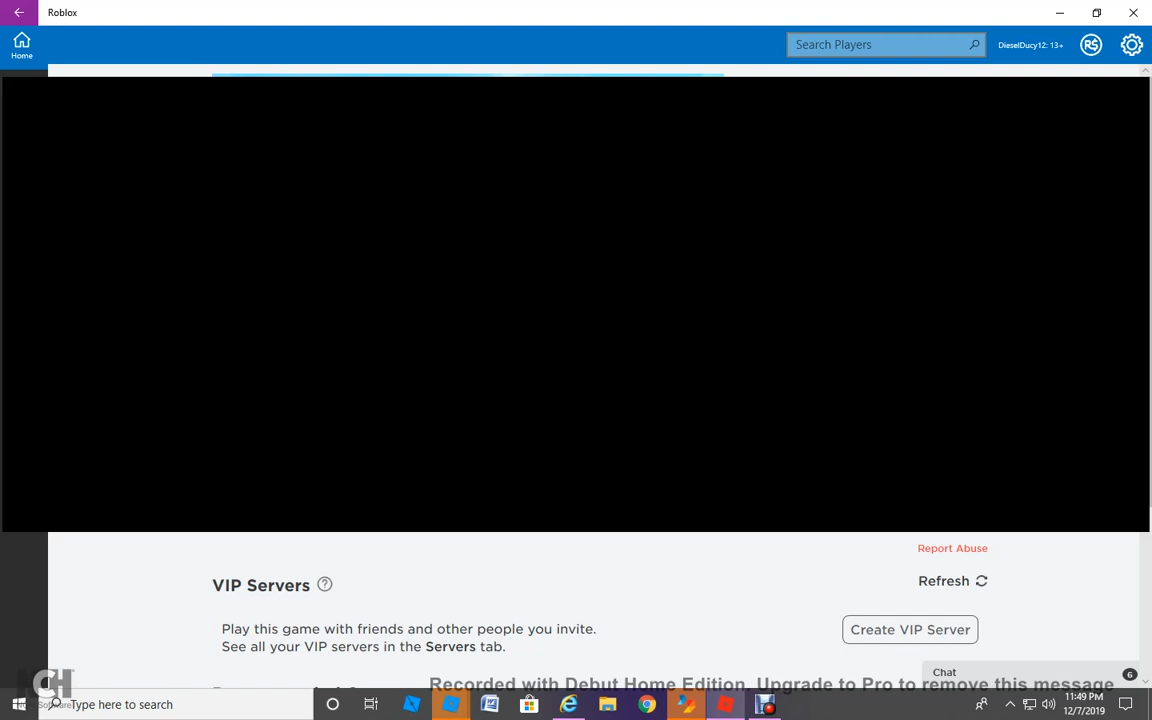 Roblox
Home
Search Players
DieselDucy12: 13+
R$
Report Abuse
VIP Servers ?
Refresh
Play this game with friends and other people you invite.
Create VIP Server
See all your VIP servers in the Servers tab.
Chat
6
Recorded with Debut Home Edition. Upgrade to Pro to remove this message
NCH
Type here to search
11:49 PM
12/7/2019